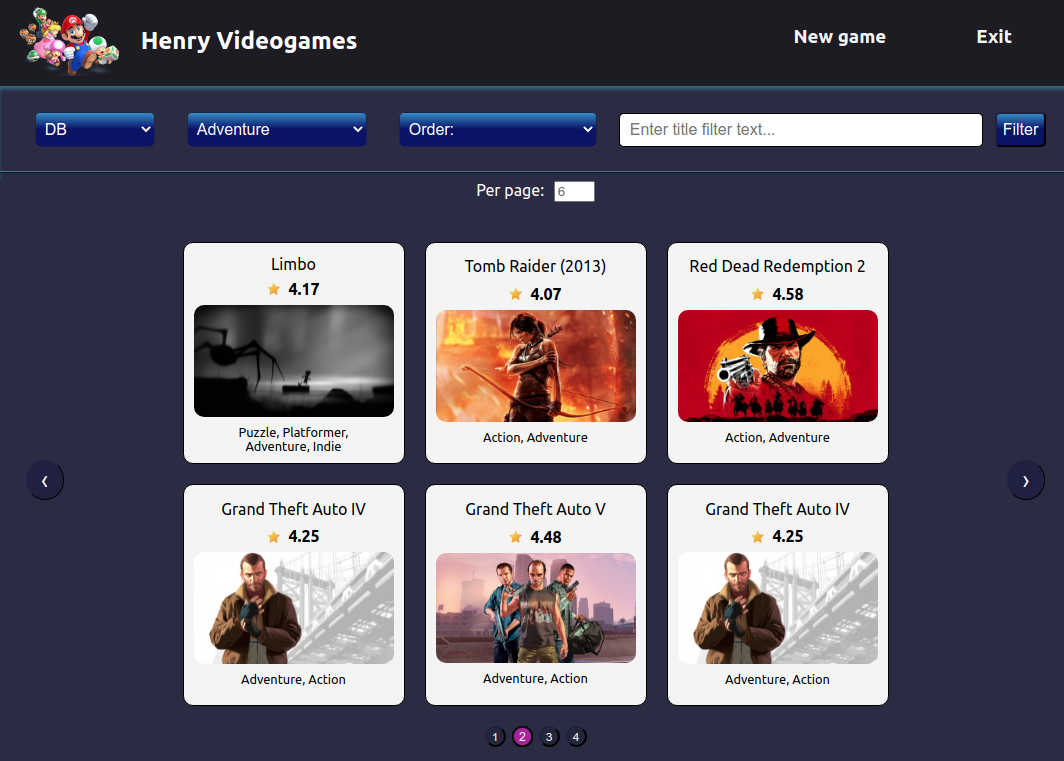 Henry Videogames
New game
Exit
DB
Adventure
Order:
Enter title filter text...
Filter
Per page:
6
Limbo
4.17
Puzzle, Platformer,
Adventure, Indie
Tomb Raider (2013)
4.07
Action, Adventure
Red Dead Redemption 2
4.58
Action, Adventure
‹
›
Grand Theft Auto IV
4.25
Adventure, Action
Grand Theft Auto V
4.48
Adventure, Action
Grand Theft Auto IV
4.25
Adventure, Action
1 2 3 4